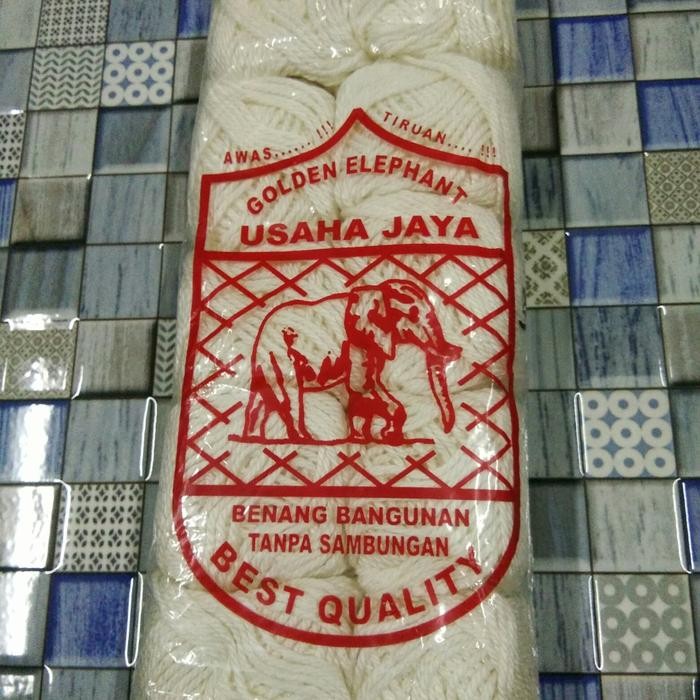 AWAS...... !!! TIRUAN.... !!!
GOLDEN ELEPHANT
USAHA JAYA
BENANG BANGUNAN
TANPA SAMBUNGAN
BEST QUALITY